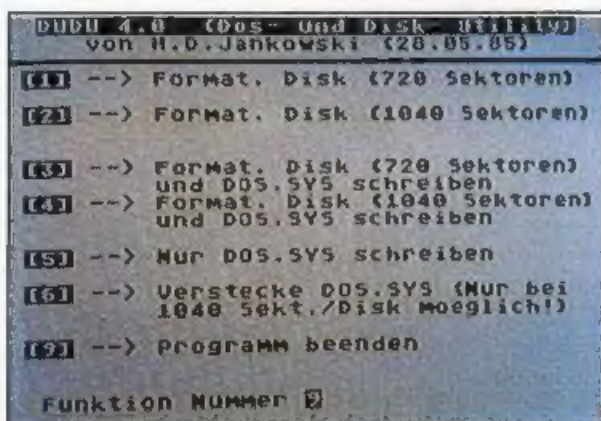 DUDU 4.0 (Dos- und Disk- Utility)
von H.D.Jankowski (28.05.85)
[1] --> Format. Disk (720 Sektoren)
[2] --> Format. Disk (1040 Sektoren)
[3] --> Format. Disk (720 Sektoren)
und DOS.SYS schreiben
[4] --> Format. Disk (1040 Sektoren)
und DOS.SYS schreiben
[5] --> Nur DOS.SYS schreiben
[6] --> Verstecke DOS.SYS (Nur bei
1040 Sekt./Disk moeglich!)
[9] --> Programm beenden
Funktion Nummer